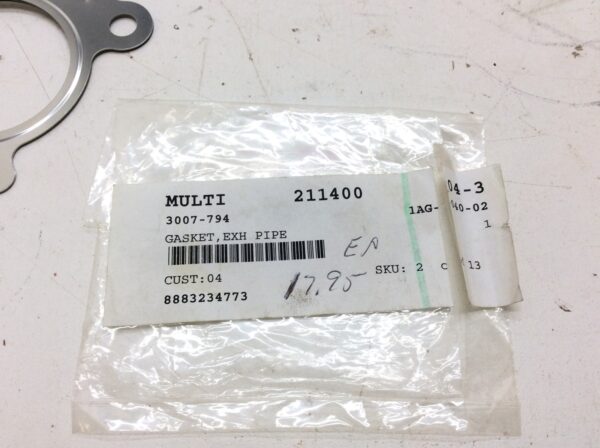 MULTI 211400 04-3
3007-794 1AG- 040-02
GASKET,EXH PIPE 1
EA
CUST:04 17.95 SKU: 2 C 13
8883234773